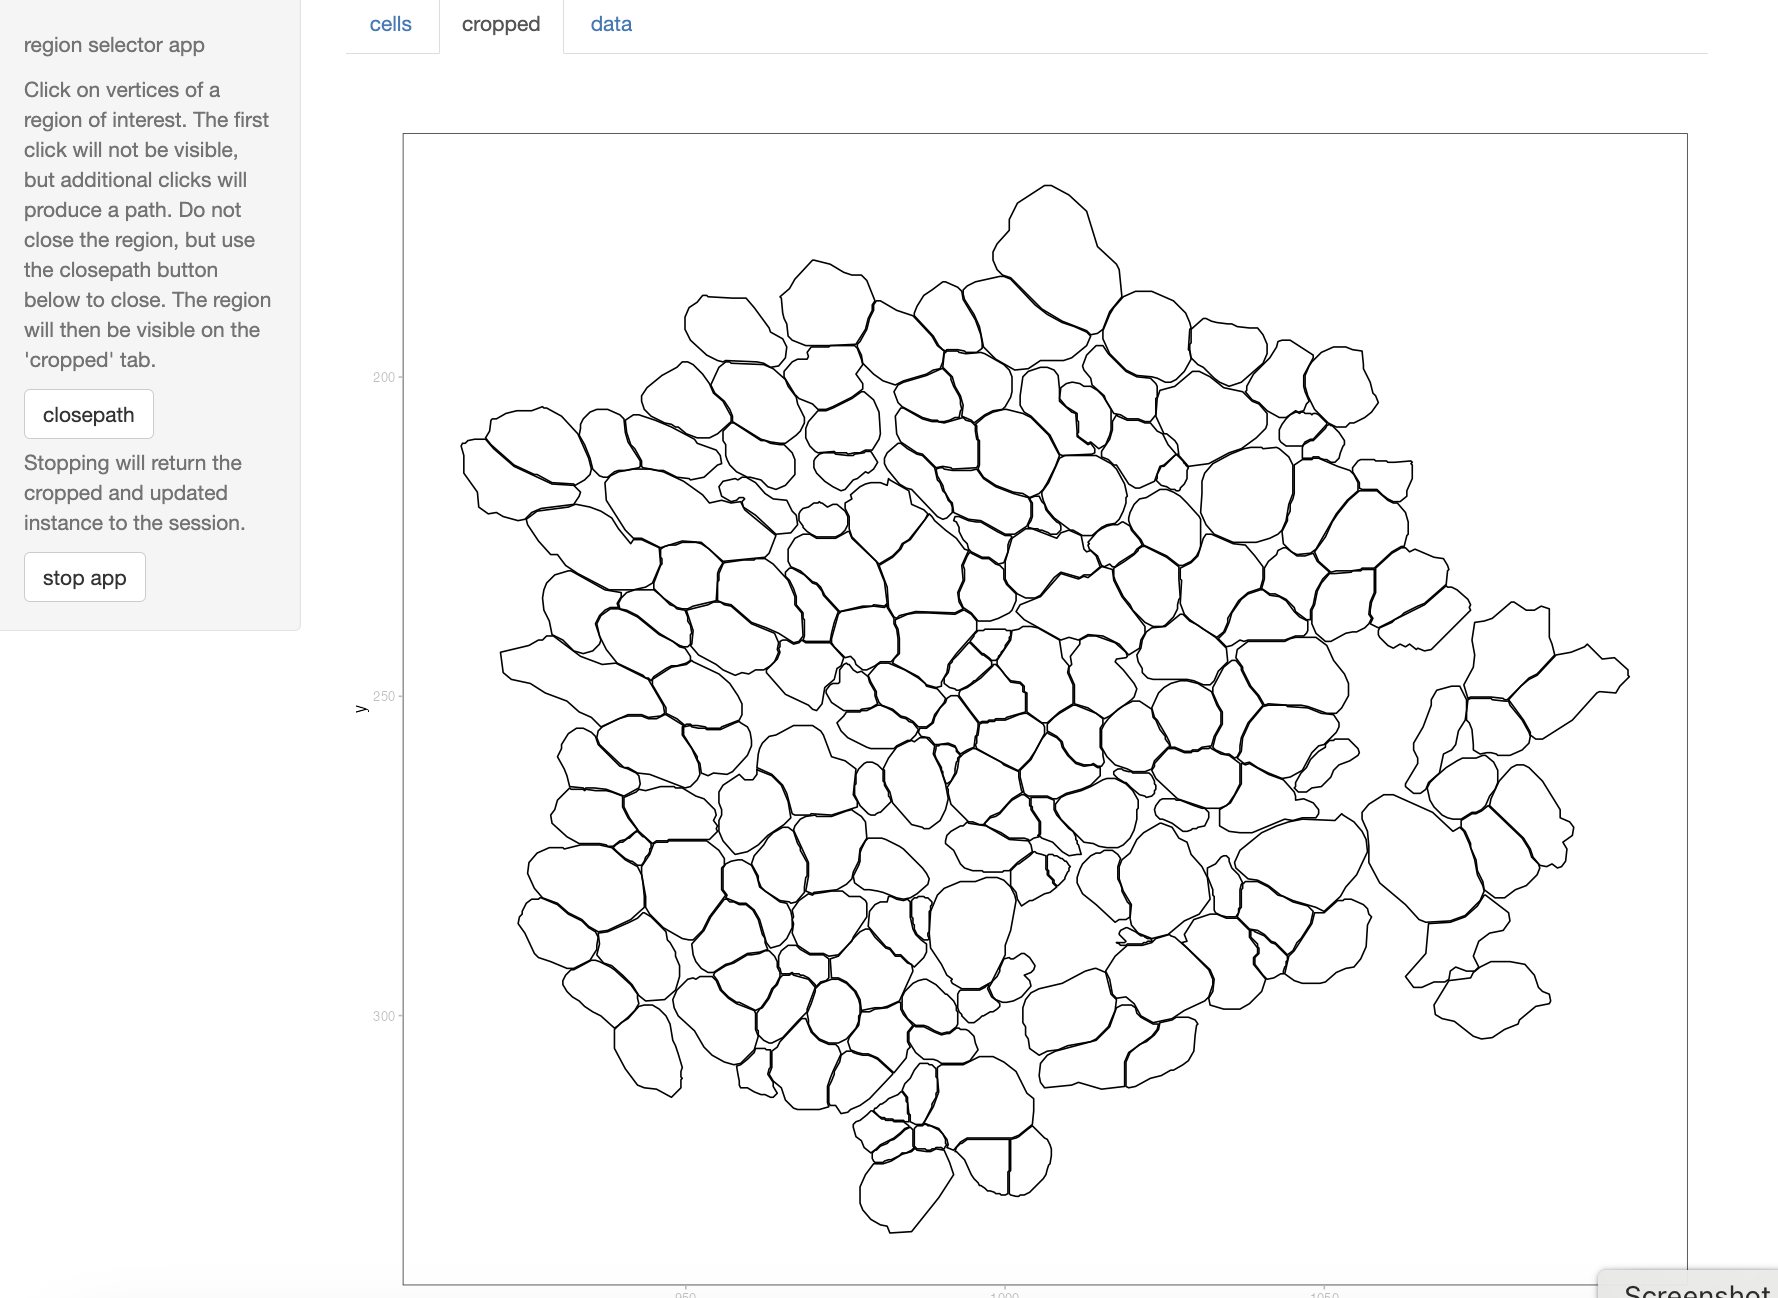 cells
cropped
data
region selector app
Click on vertices of a
region of interest. The first
click will not be visible,
but additional clicks will
produce a path. Do not
close the region, but use
the closepath button
below to close. The region
will then be visible on the
'cropped' tab.
closepath
Stopping will return the
cropped and updated
instance to the session.
stop app
200
y
250
300
950
1000
1050
Screenshot